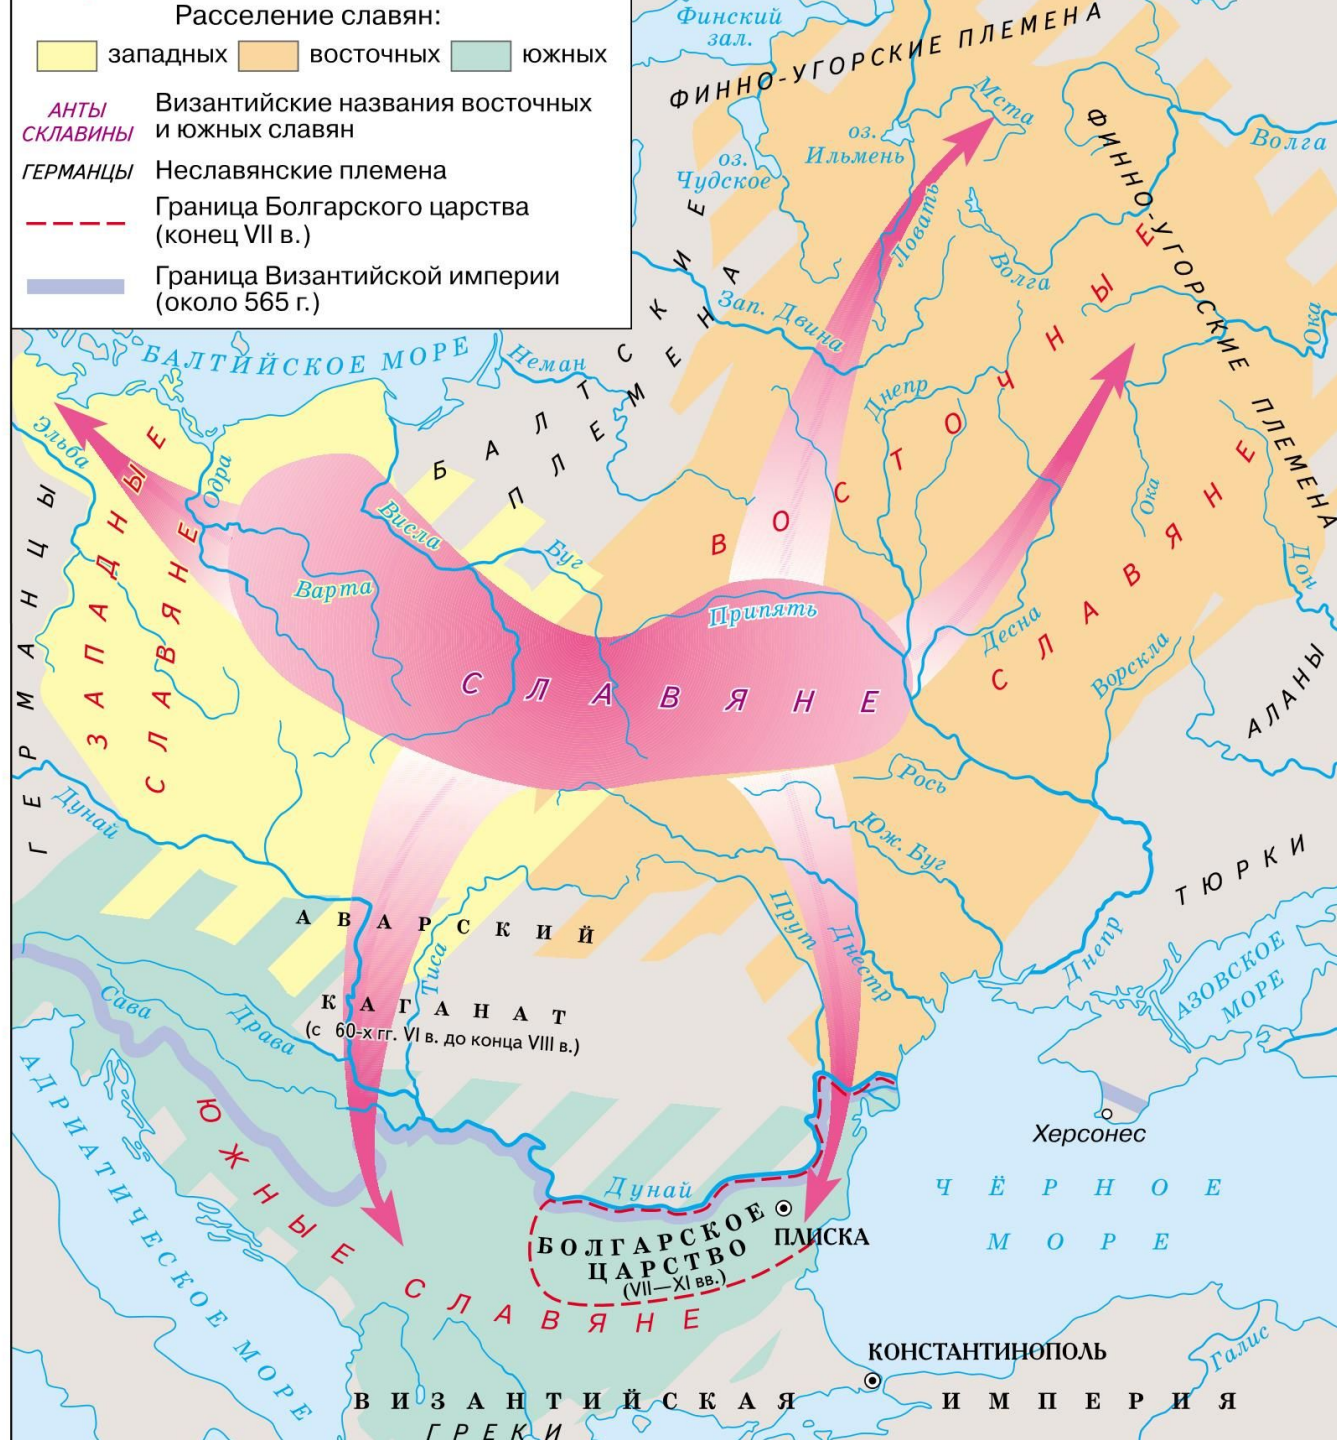 Расселение славян:
западных
восточных
южных
АНТЫ
СКЛАВИНЫ
Византийские названия восточных
и южных славян
ГЕРМАНЦЫ
Неславянские племена
Граница Болгарского царства
(конец VII в.)
Граница Византийской империи
(около 565 г.)
Финский
зал.
ФИННО-УГОРСКИЕ ПЛЕМЕНА
Мста
оз.
Ильмень
оз.
Чудское
Ловать
Волга
ФИННО-УГОРСКИЕ ПЛЕМЕНА
Волга
Ока
Зап. Двина
БАЛТИЙСКОЕ МОРЕ
Неман
БАЛТСКИЕ
ПЛЕМЕНА
Днепр
ВОСТОЧНЫЕ
СЛАВЯНЕ
Ока
Дон
Эльба
Одра
Висла
Буг
Варта
Припять
Десна
Ворскла
ГЕРМАНЦЫ
ЗАПАДНЫЕ
СЛАВЯНЕ
СЛАВЯНЕ
АЛАНЫ
Рось
Юж. Буг
Дунай
ТЮРКИ
АВАРСКИЙ
КАГАНАТ
(с 60-х гг. VI в. до конца VIII в.)
Тиса
Прут
Днестр
Днепр
АЗОВСКОЕ
МОРЕ
Сава
Драва
АДРИАТИЧЕСКОЕ МОРЕ
ЮЖНЫЕ СЛАВЯНЕ
Херсонес
ЧЁРНОЕ
МОРЕ
Дунай
БОЛГАРСКОЕ
ЦАРСТВО
(VII—XI вв.)
ПЛИСКА
КОНСТАНТИНОПОЛЬ
Галис
ВИЗАНТИЙСКАЯ ИМПЕРИЯ
ГРЕКИ